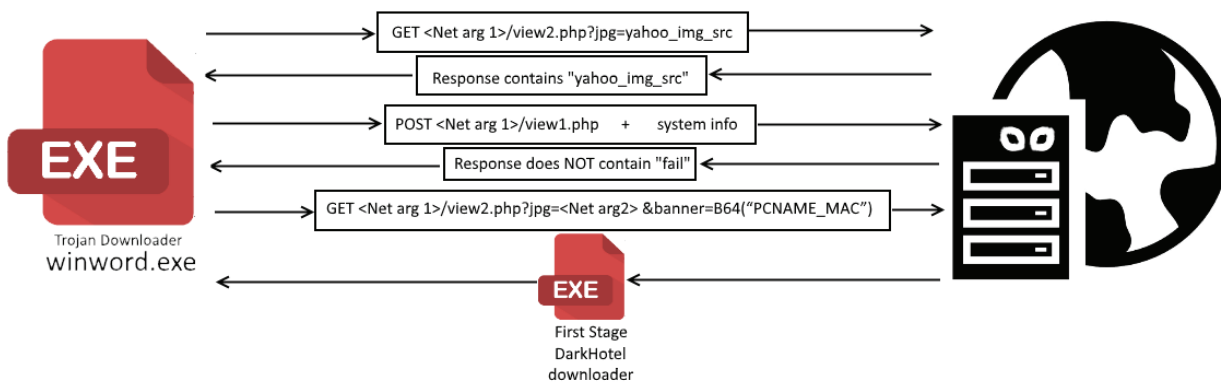 GET <Net arg 1>/view2.php?jpg=yahoo_img_src
Response contains "yahoo_img_src"
POST <Net arg 1>/view1.php + system info
EXE
Response does NOT contain "fail"
GET <Net arg 1>/view2.php?jpg=<Net arg2> &banner=B64(“PCNAME_MAC”)
Trojan Downloader
winword.exe
EXE
First Stage
DarkHotel
downloader